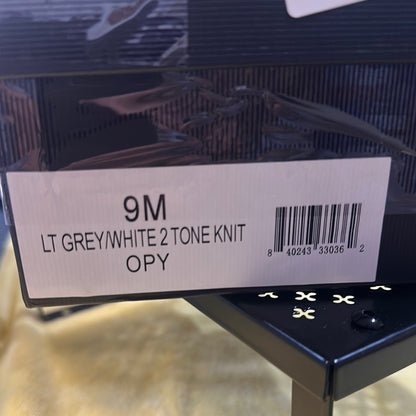 9M
LT GREY/WHITE 2 TONE KNIT
OPY
8 40243 33036 2